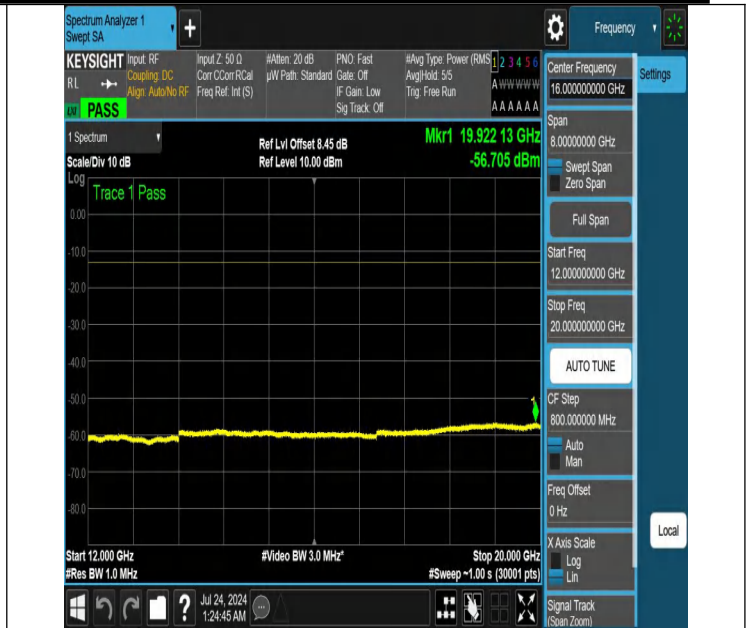 Spectrum Analyzer 1
Swept SA
Frequency
KEYSIGHT
RL
LXI
PASS
Input: RF
Coupling: DC
Align: Auto/No RF
Input Z: 50 Ω
Corr CCorr RCal
Freq Ref: Int (S)
#Atten: 20 dB
µW Path: Standard
PNO: Fast
Gate: Off
IF Gain: Low
Sig Track: Off
#Avg Type: Power (RMS
Avg|Hold: 5/5
Trig: Free Run
1 2 3 4 5 6
A W W W W W
A A A A A A
Center Frequency
16.000000000 GHz
Settings
Span
8.00000000 GHz
Swept Span
Zero Span
Full Span
Start Freq
12.000000000 GHz
Stop Freq
20.000000000 GHz
AUTO TUNE
CF Step
800.000000 MHz
Auto
Man
Freq Offset
0 Hz
X Axis Scale
Log
Lin
Local
Signal Track
(Span Zoom)
1 Spectrum
Scale/Div 10 dB
Ref Lvl Offset 8.45 dB
Ref Level 10.00 dBm
Mkr1 19.922 13 GHz
-56.705 dBm
Log
Trace 1 Pass
0.00
-10.0
-20.0
-30.0
-40.0
-50.0
-60.0
-70.0
-80.0
1
Start 12.000 GHz
#Res BW 1.0 MHz
#Video BW 3.0 MHz*
Stop 20.000 GHz
#Sweep ~1.00 s (30001 pts)
?
Jul 24, 2024
1:24:45 AM